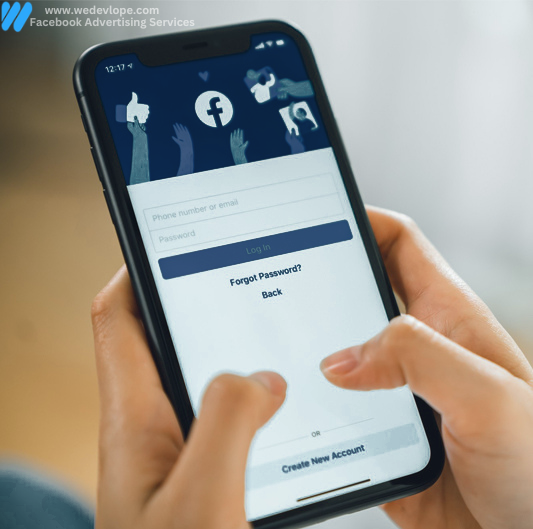 www.wedevlope.com
Facebook Advertising Services
12:17
f
Phone number or email
Password
Log In
Forgot Password?
Back
OR
Create New Account